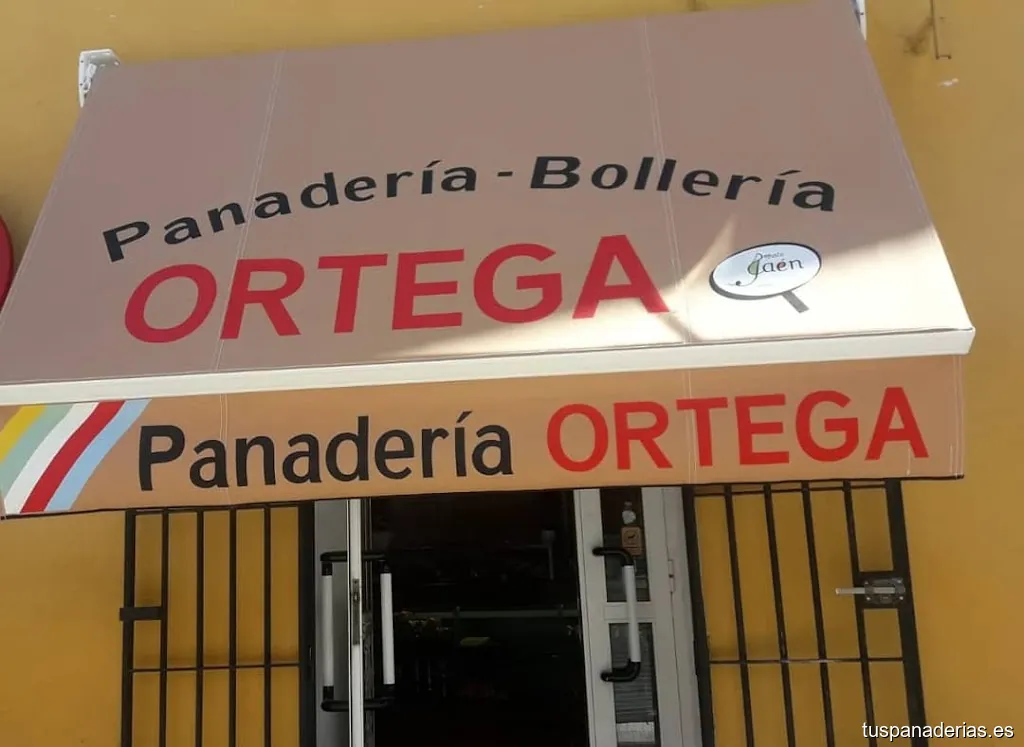 Panadería - Bollería
ORTEGA
Jaén
Panadería ORTEGA
tuspanaderias.es